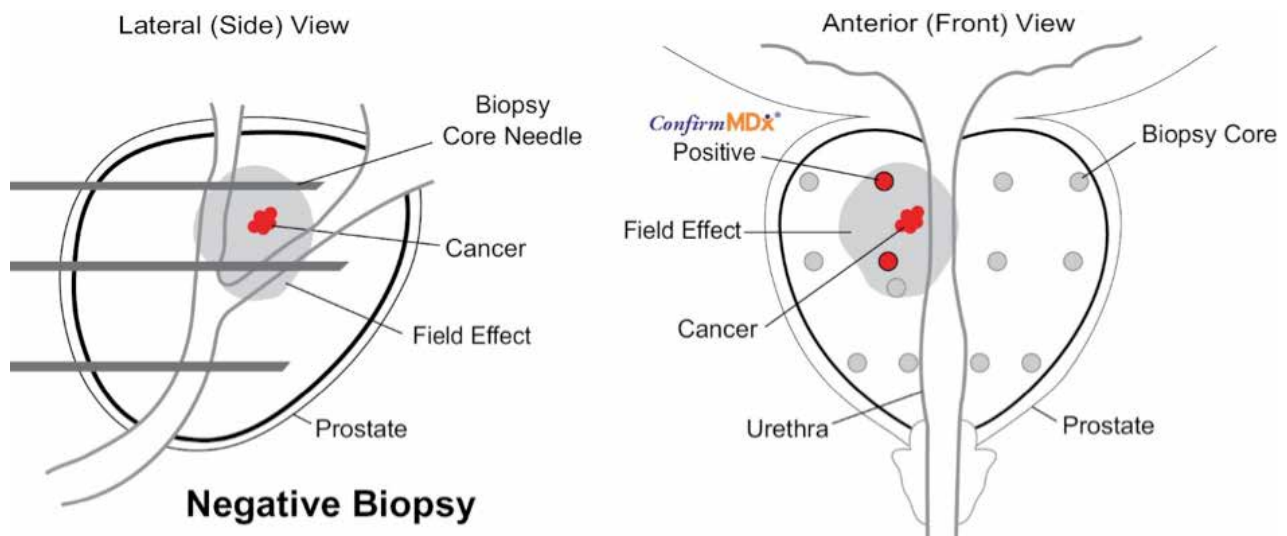 Lateral (Side) View
Biopsy
Core Needle
Cancer
Field Effect
Prostate
Negative Biopsy
Anterior (Front) View
ConfirmMDx®
Positive
Biopsy Core
Field Effect
Cancer
Urethra
Prostate